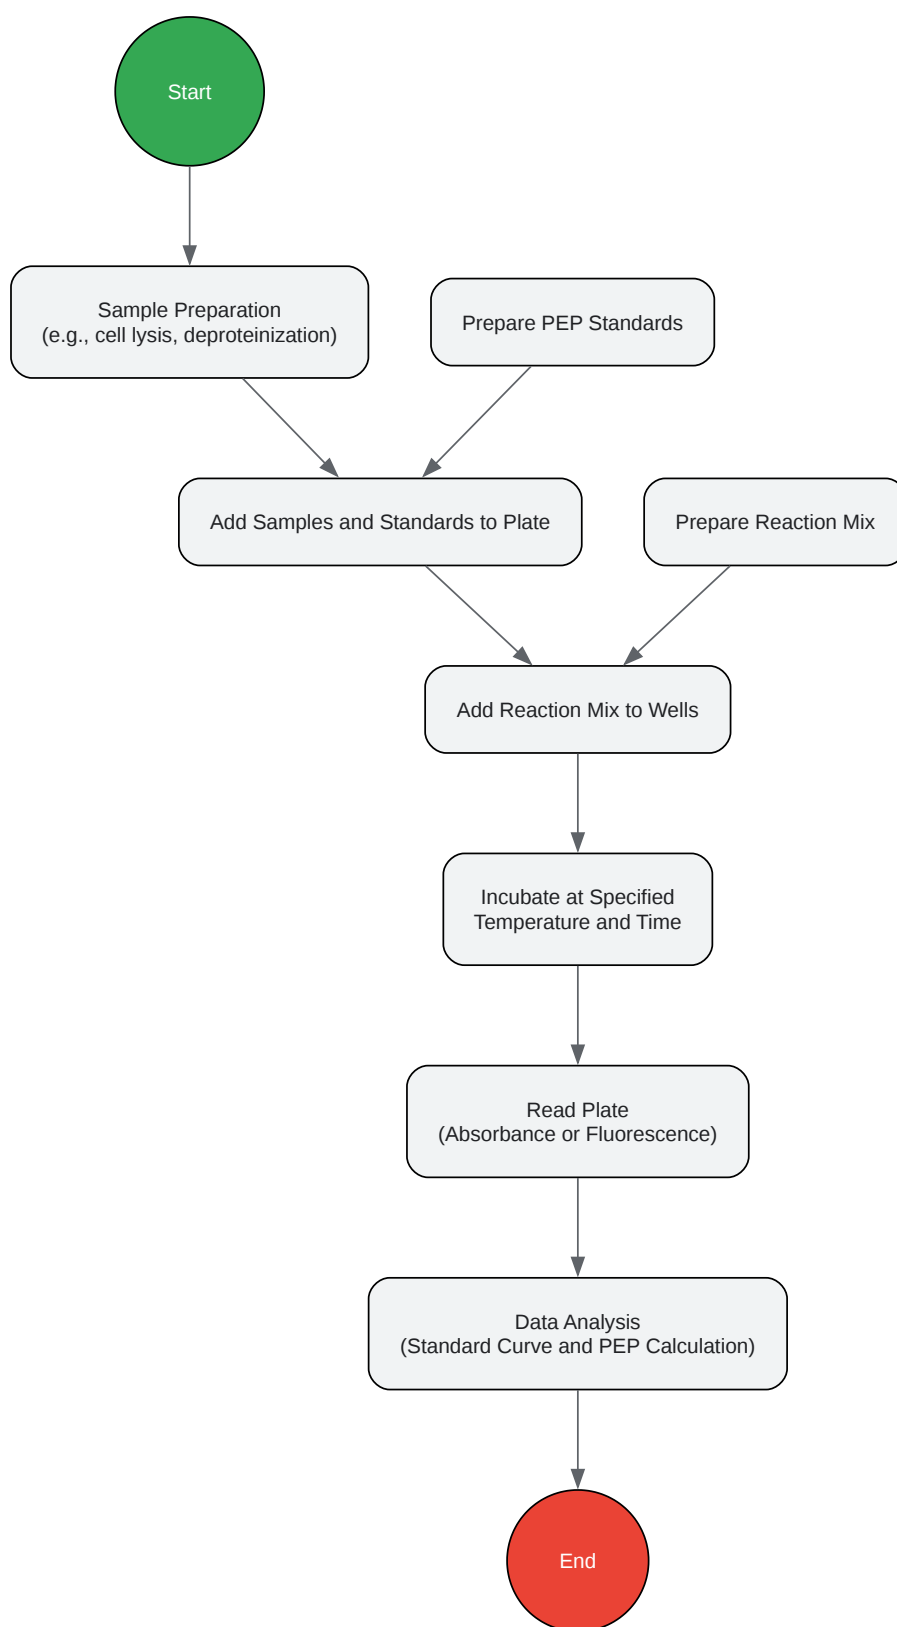 Start
Sample Preparation
(e.g., cell lysis, deproteinization)
Prepare PEP Standards
Add Samples and Standards to Plate
Prepare Reaction Mix
Add Reaction Mix to Wells
Incubate at Specified
Temperature and Time
Read Plate
(Absorbance or Fluorescence)
Data Analysis
(Standard Curve and PEP Calculation)
End